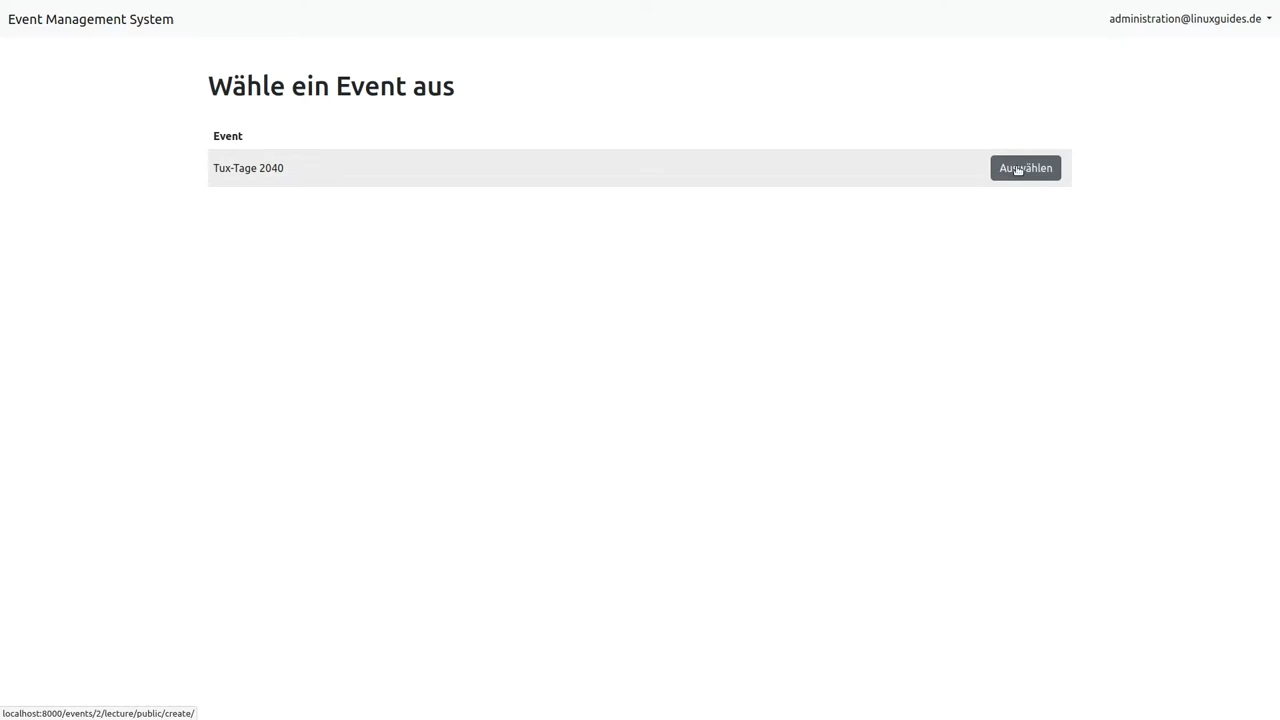 Event Management System
administration@linuxguides.de
Wähle ein Event aus
Event
Tux-Tage 2040
Auswählen
localhost:8000/events/2/lecture/public/create/